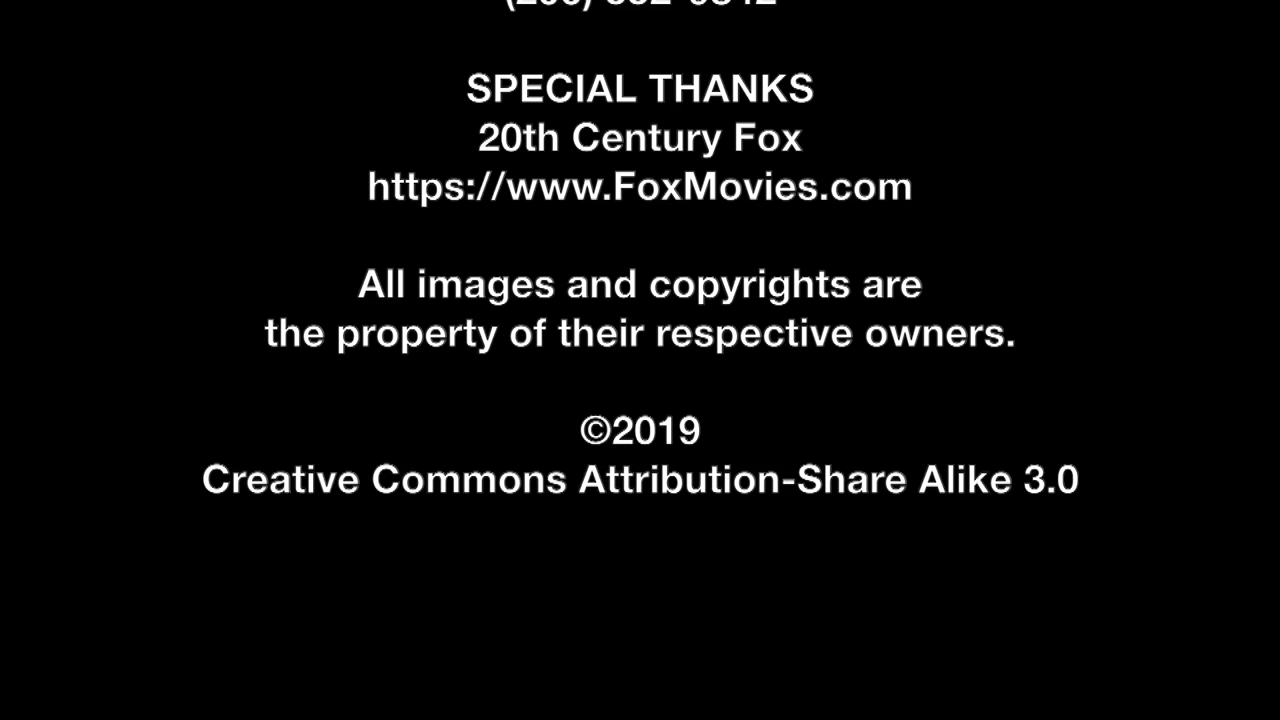 SPECIAL THANKS
20th Century Fox
https://www.FoxMovies.com
All images and copyrights are
the property of their respective owners.
©2019
Creative Commons Attribution-Share Alike 3.0